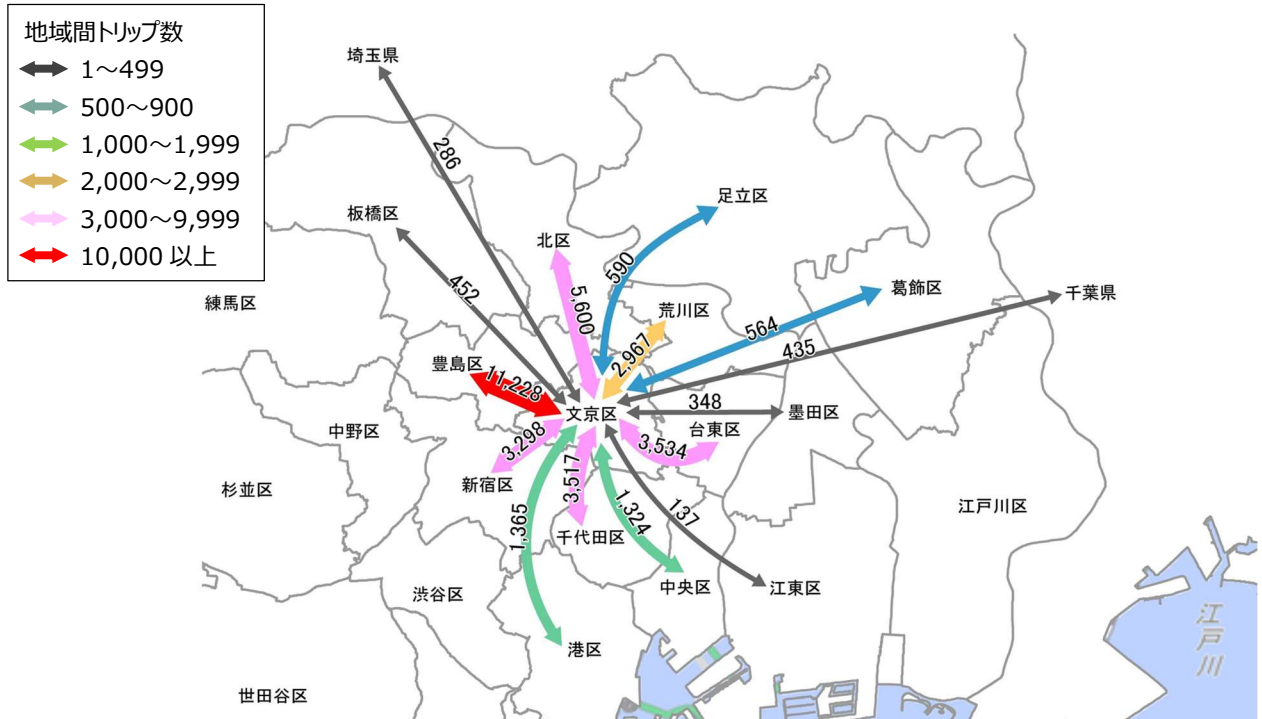 地域間トリップ数
1～499
500～900
1,000～1,999
2,000～2,999
3,000～9,999
10,000 以上
埼玉県
286
板橋区
452
足立区
北区
590
5,600
練馬区
荒川区
2,967
葛飾区
千葉県
564
435
豊島区
11,228
348
文京区
墨田区
中野区
3,298
台東区
3,534
新宿区
3,517
杉並区
1,365
1,324
137
江戸川区
千代田区
渋谷区
中央区
江東区
港区
世田谷区
江戸川